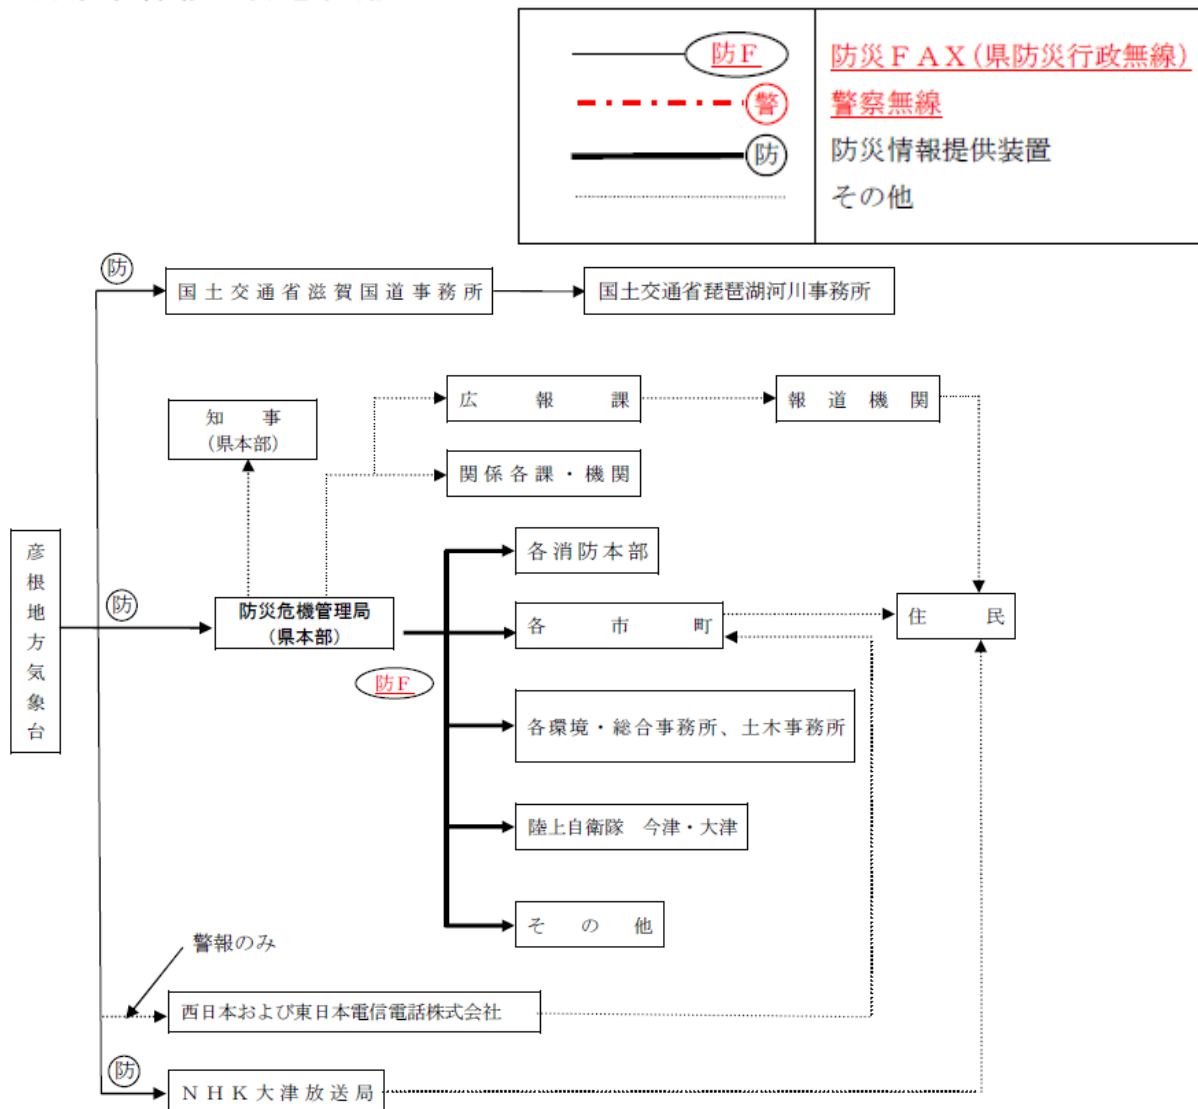 防F
防災ＦＡＸ(県防災行政無線)
警
警察無線
防
防災情報提供装置
その他
防
国土交通省滋賀国道事務所
国土交通省琵琶湖河川事務所
広報課
報道機関
知事
(県本部)
関係各課・機関
彦根地方気象台
各消防本部
防
防災危機管理局
(県本部)
各市町
住民
防F
各環境・総合事務所、土木事務所
陸上自衛隊　今津・大津
その他
警報のみ
西日本および東日本電信電話株式会社
防
ＮＨＫ大津放送局